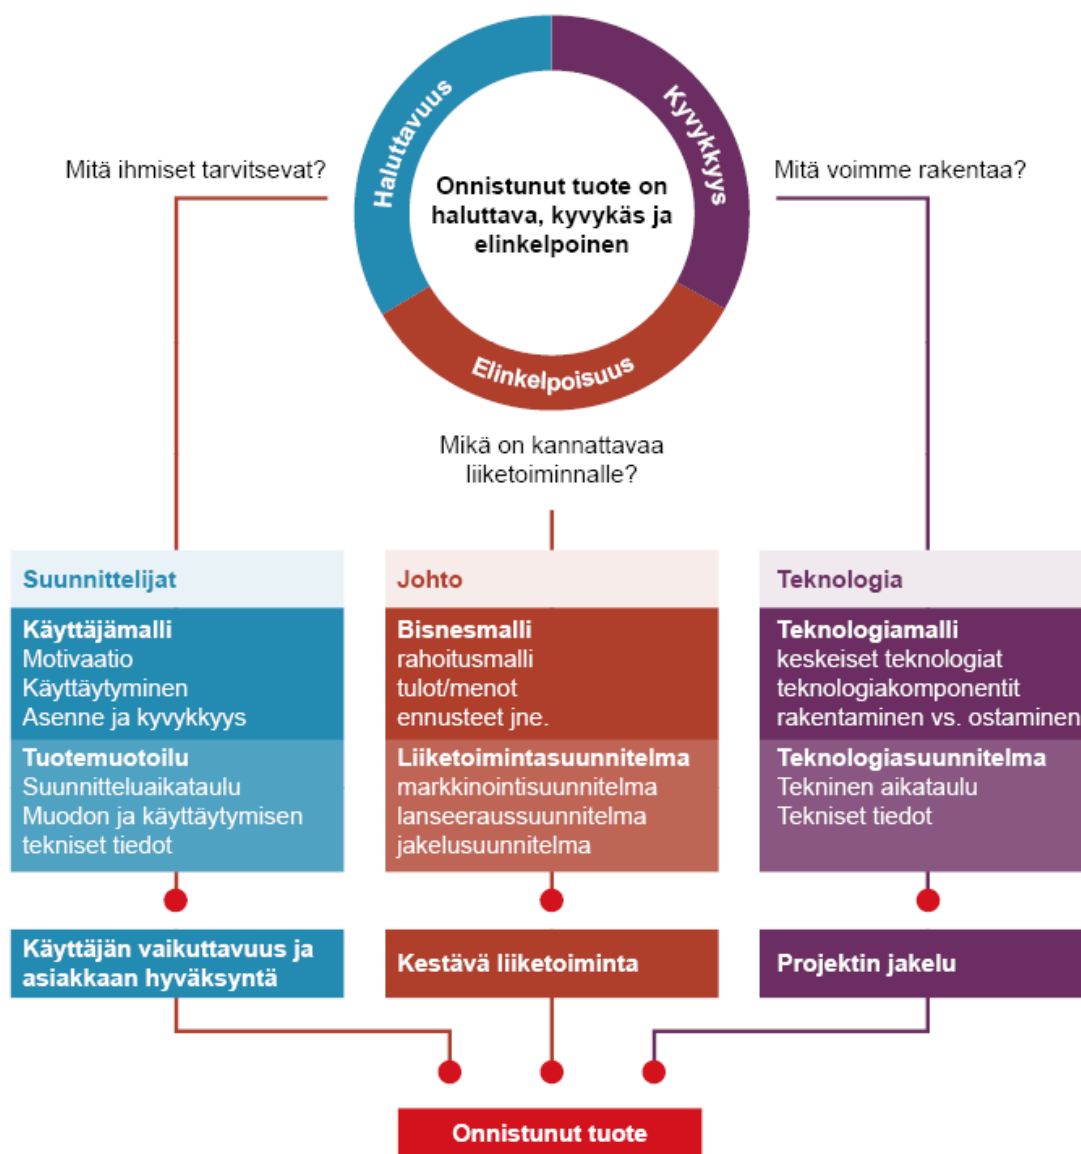 Haluttavuus
Kyvykkyys
Elinkelpoisuus
Onnistunut tuote on
haluttava, kyvykäs ja
elinkelpoinen
Mitä ihmiset tarvitsevat?
Mitä voimme rakentaa?
Mikä on kannattavaa
liiketoiminnalle?
Suunnittelijat
Käyttäjämalli
Motivaatio
Käyttäytyminen
Asenne ja kyvykkyys
Tuotemuotoilu
Suunnitteluaikataulu
Muodon ja käyttäytymisen
tekniset tiedot
Käyttäjän vaikuttavuus ja
asiakkaan hyväksyntä
Johto
Bisnesmalli
rahoitusmalli
tulot/menot
ennusteet jne.
Liiketoimintasuunnitelma
markkinointisuunnitelma
lanseeraussuunnitelma
jakelusuunnitelma
Kestävä liiketoiminta
Teknologia
Teknologiamalli
keskeiset teknologiat
teknologiakomponentit
rakentaminen vs. ostaminen
Teknologiasuunnitelma
Tekninen aikataulu
Tekniset tiedot
Projektin jakelu
Onnistunut tuote